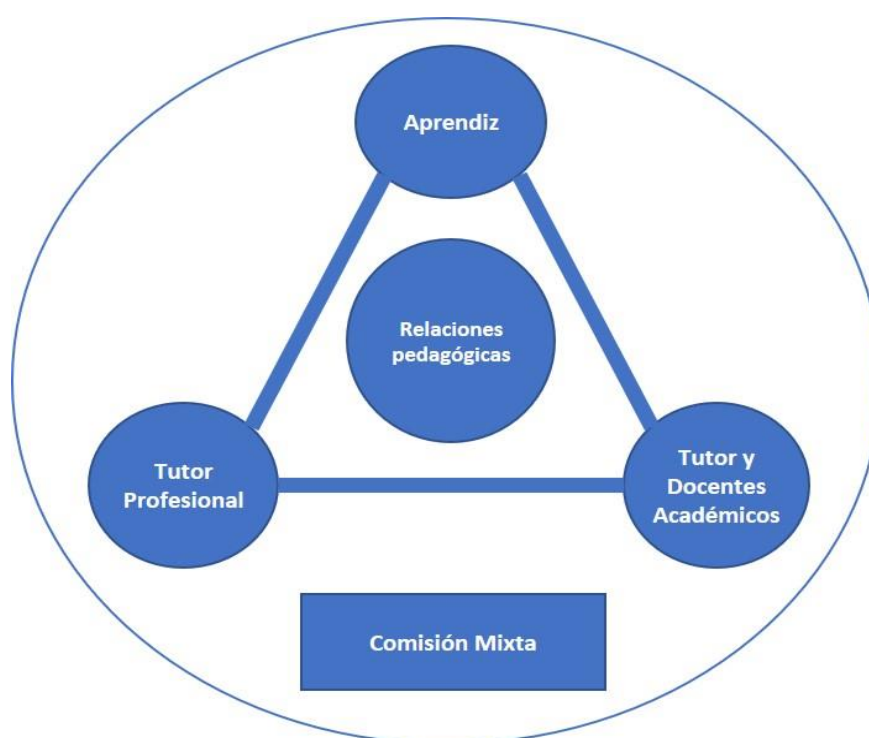 Aprendiz
Relaciones
pedagógicas
Tutor
Profesional
Tutor y
Docentes
Académicos
Comisión Mixta